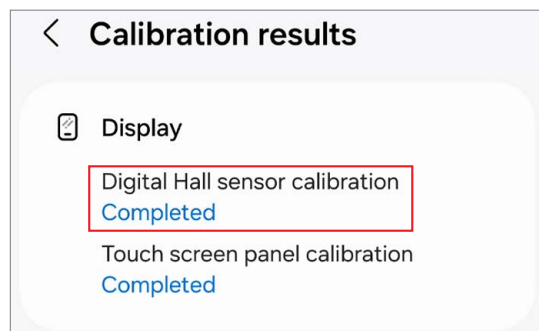 Calibration results
Display
Digital Hall sensor calibration
Completed
Touch screen panel calibration
Completed